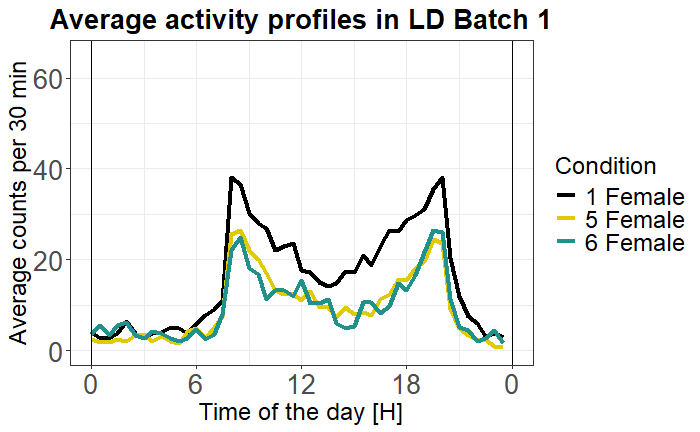 Average activity profiles in LD Batch 1
Average counts per 30 min
60
40
20
0
0 6 12 18 0
Time of the day [H]
Condition
1 Female
5 Female
6 Female